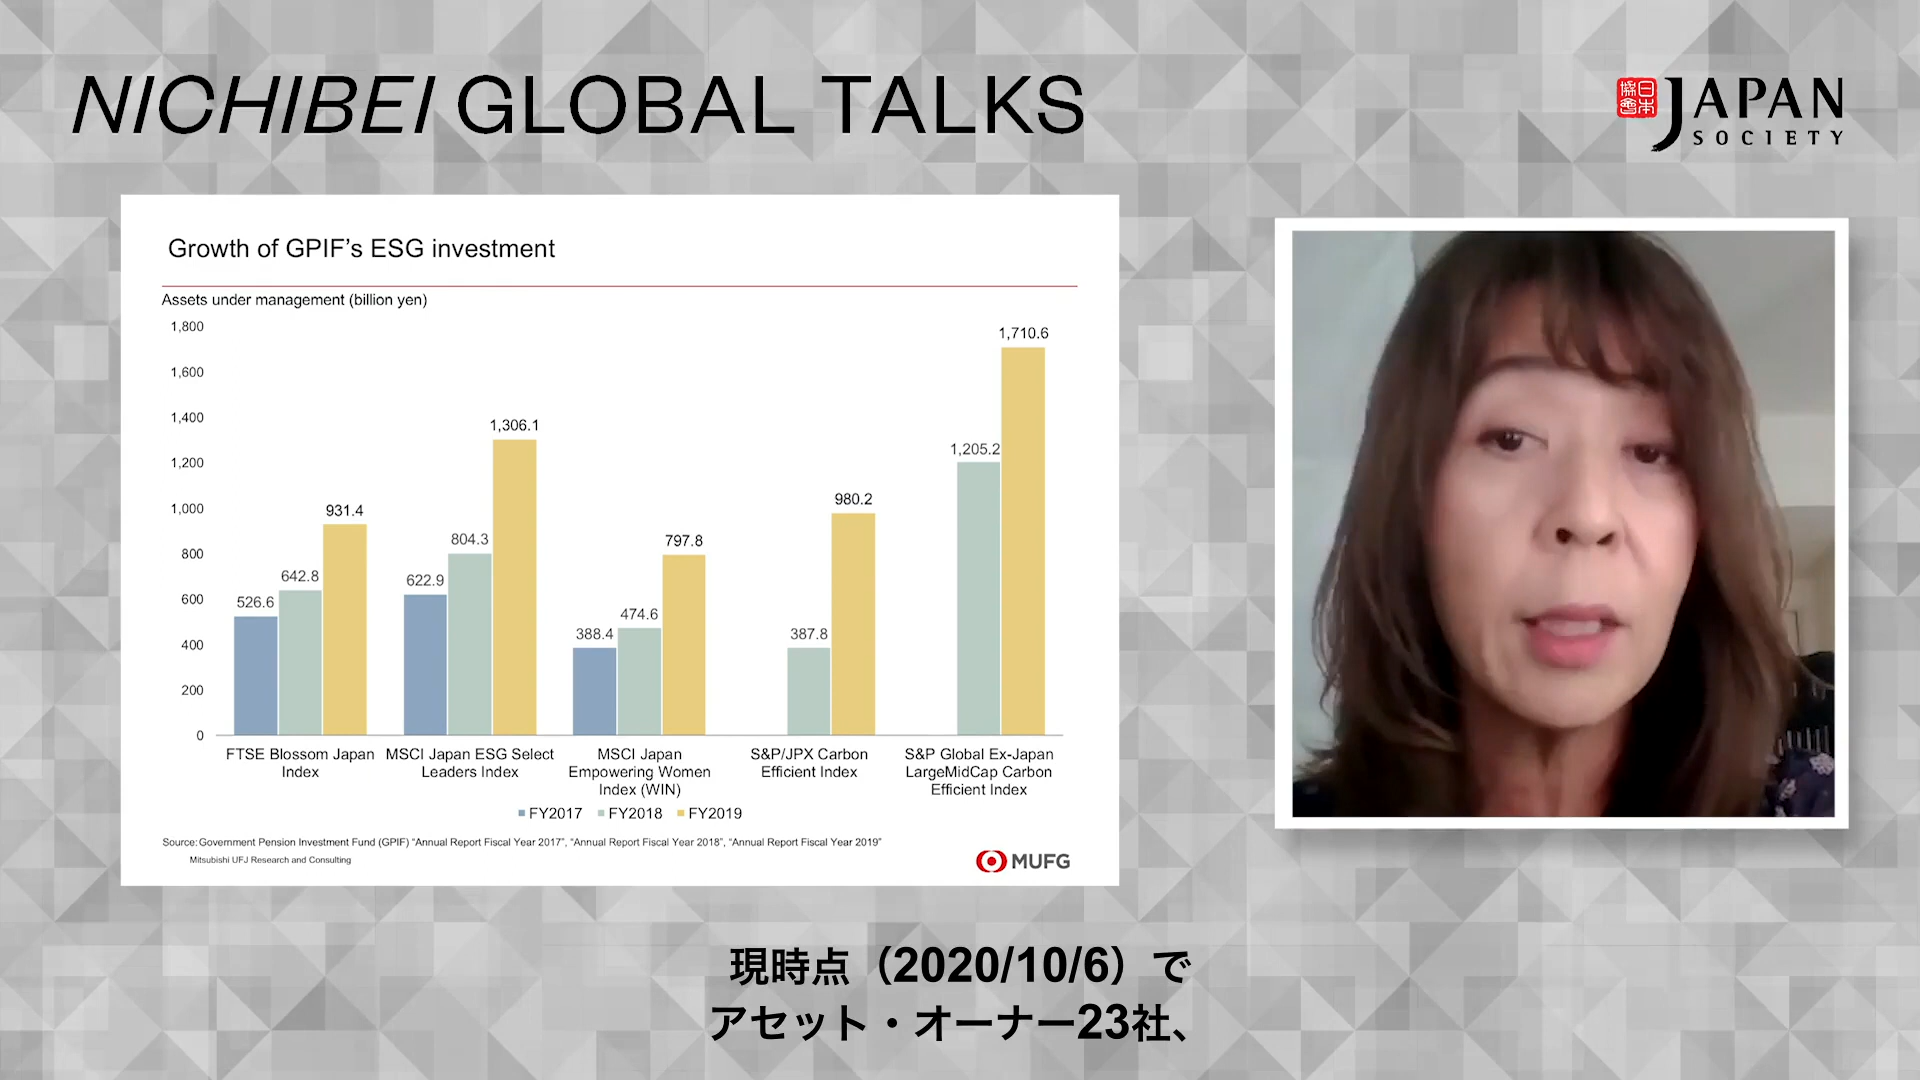 NICHIBEI GLOBAL TALKS
日本協會
JAPAN
SOCIETY
Growth of GPIF’s ESG investment
Assets under management (billion yen)
1,800
1,600
1,400
1,200
1,000
800
600
400
200
0
526.6
642.8
931.4
622.9
804.3
1,306.1
388.4
474.6
797.8
387.8
980.2
1,205.2
1,710.6
FTSE Blossom Japan
Index
MSCI Japan ESG Select
Leaders Index
MSCI Japan
Empowering Women
Index (WIN)
S&P/JPX Carbon
Efficient Index
S&P Global Ex-Japan
LargeMidCap Carbon
Efficient Index
FY2017 FY2018 FY2019
Source: Government Pension Investment Fund (GPIF) “Annual Report Fiscal Year 2017”, “Annual Report Fiscal Year 2018”, “Annual Report Fiscal Year 2019”
Mitsubishi UFJ Research and Consulting
MUFG
現時点（2020/10/6）で
アセット・オーナー23社、